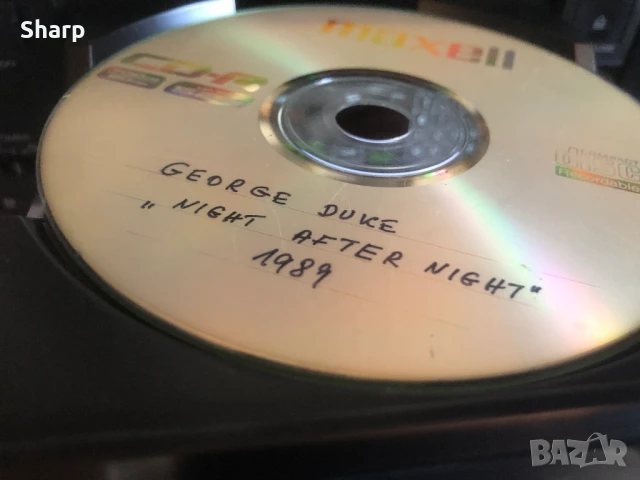 Sharp
maxell
CD-R
Recordable
GEORGE DUKE
„ NIGHT AFTER NIGHT"
1989
BAZAR